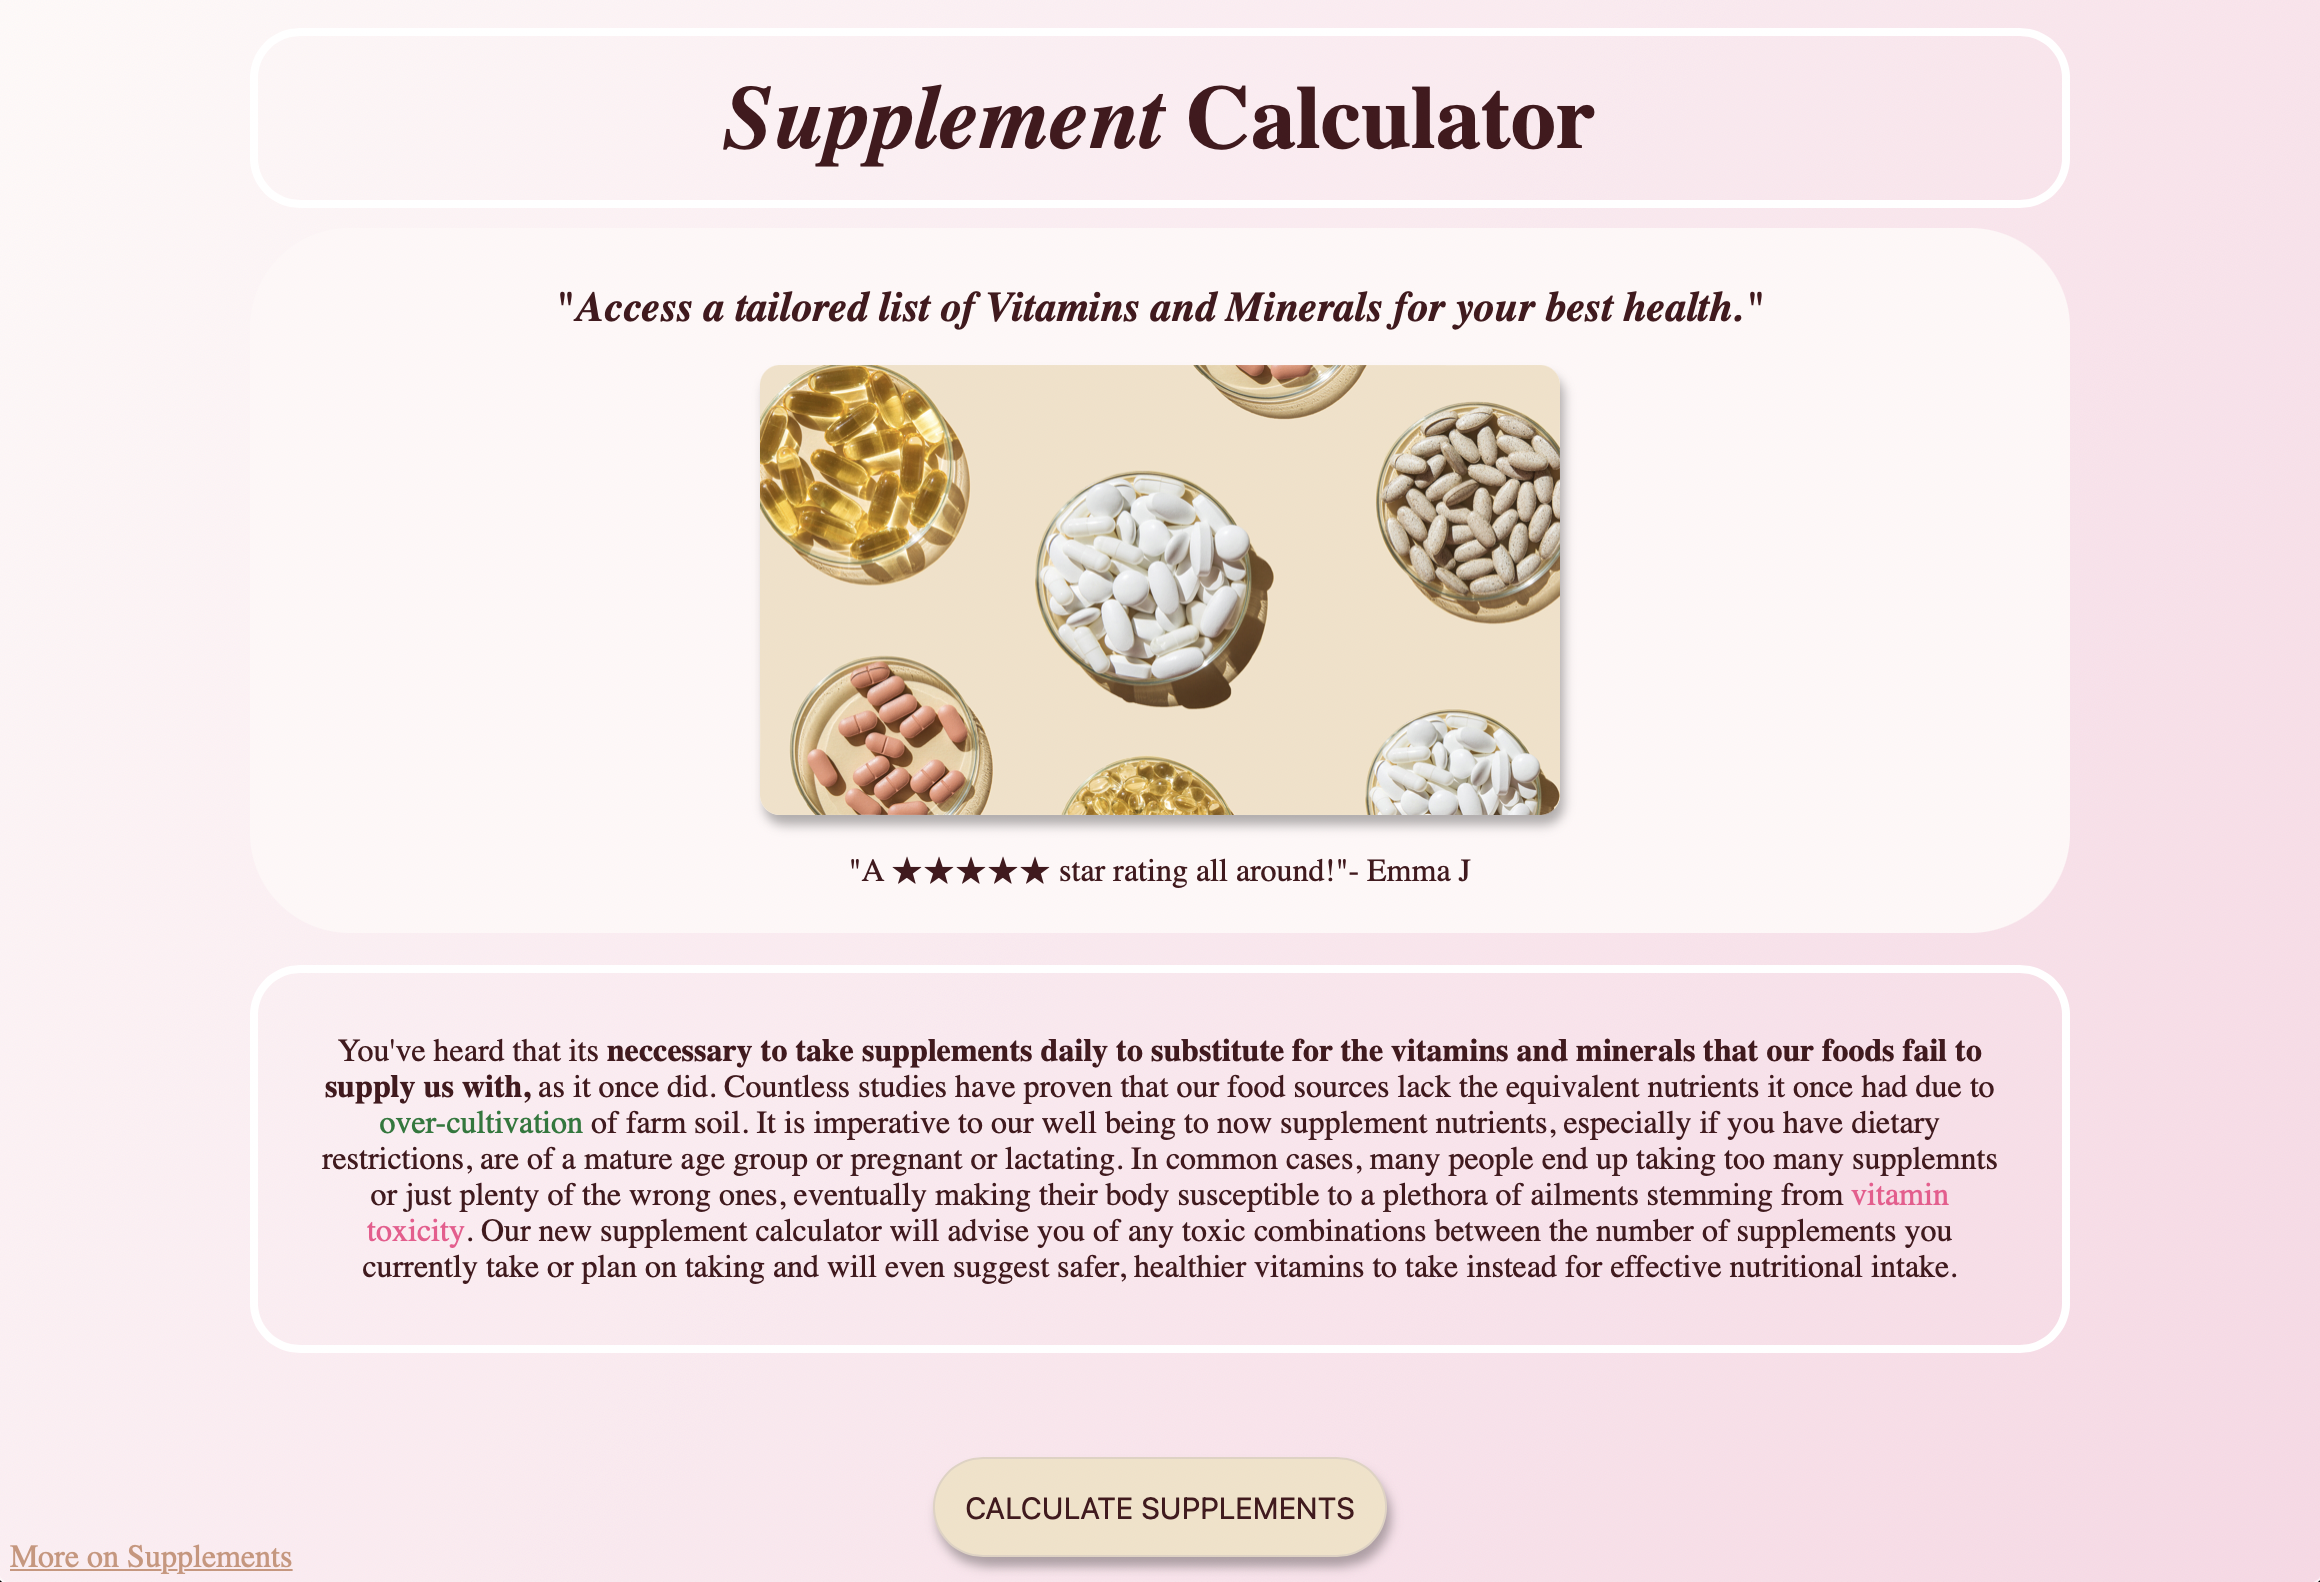 Supplement Calculator
"Access a tailored list of Vitamins and Minerals for your best health."
"A ★★★★★ star rating all around!"- Emma J
You've heard that its neccessary to take supplements daily to substitute for the vitamins and minerals that our foods fail to
supply us with, as it once did. Countless studies have proven that our food sources lack the equivalent nutrients it once had due to
over-cultivation of farm soil. It is imperative to our well being to now supplement nutrients, especially if you have dietary
restrictions, are of a mature age group or pregnant or lactating. In common cases, many people end up taking too many supplemnts
or just plenty of the wrong ones, eventually making their body susceptible to a plethora of ailments stemming from vitamin
toxicity. Our new supplement calculator will advise you of any toxic combinations between the number of supplements you
currently take or plan on taking and will even suggest safer, healthier vitamins to take instead for effective nutritional intake.
CALCULATE SUPPLEMENTS
More on Supplements